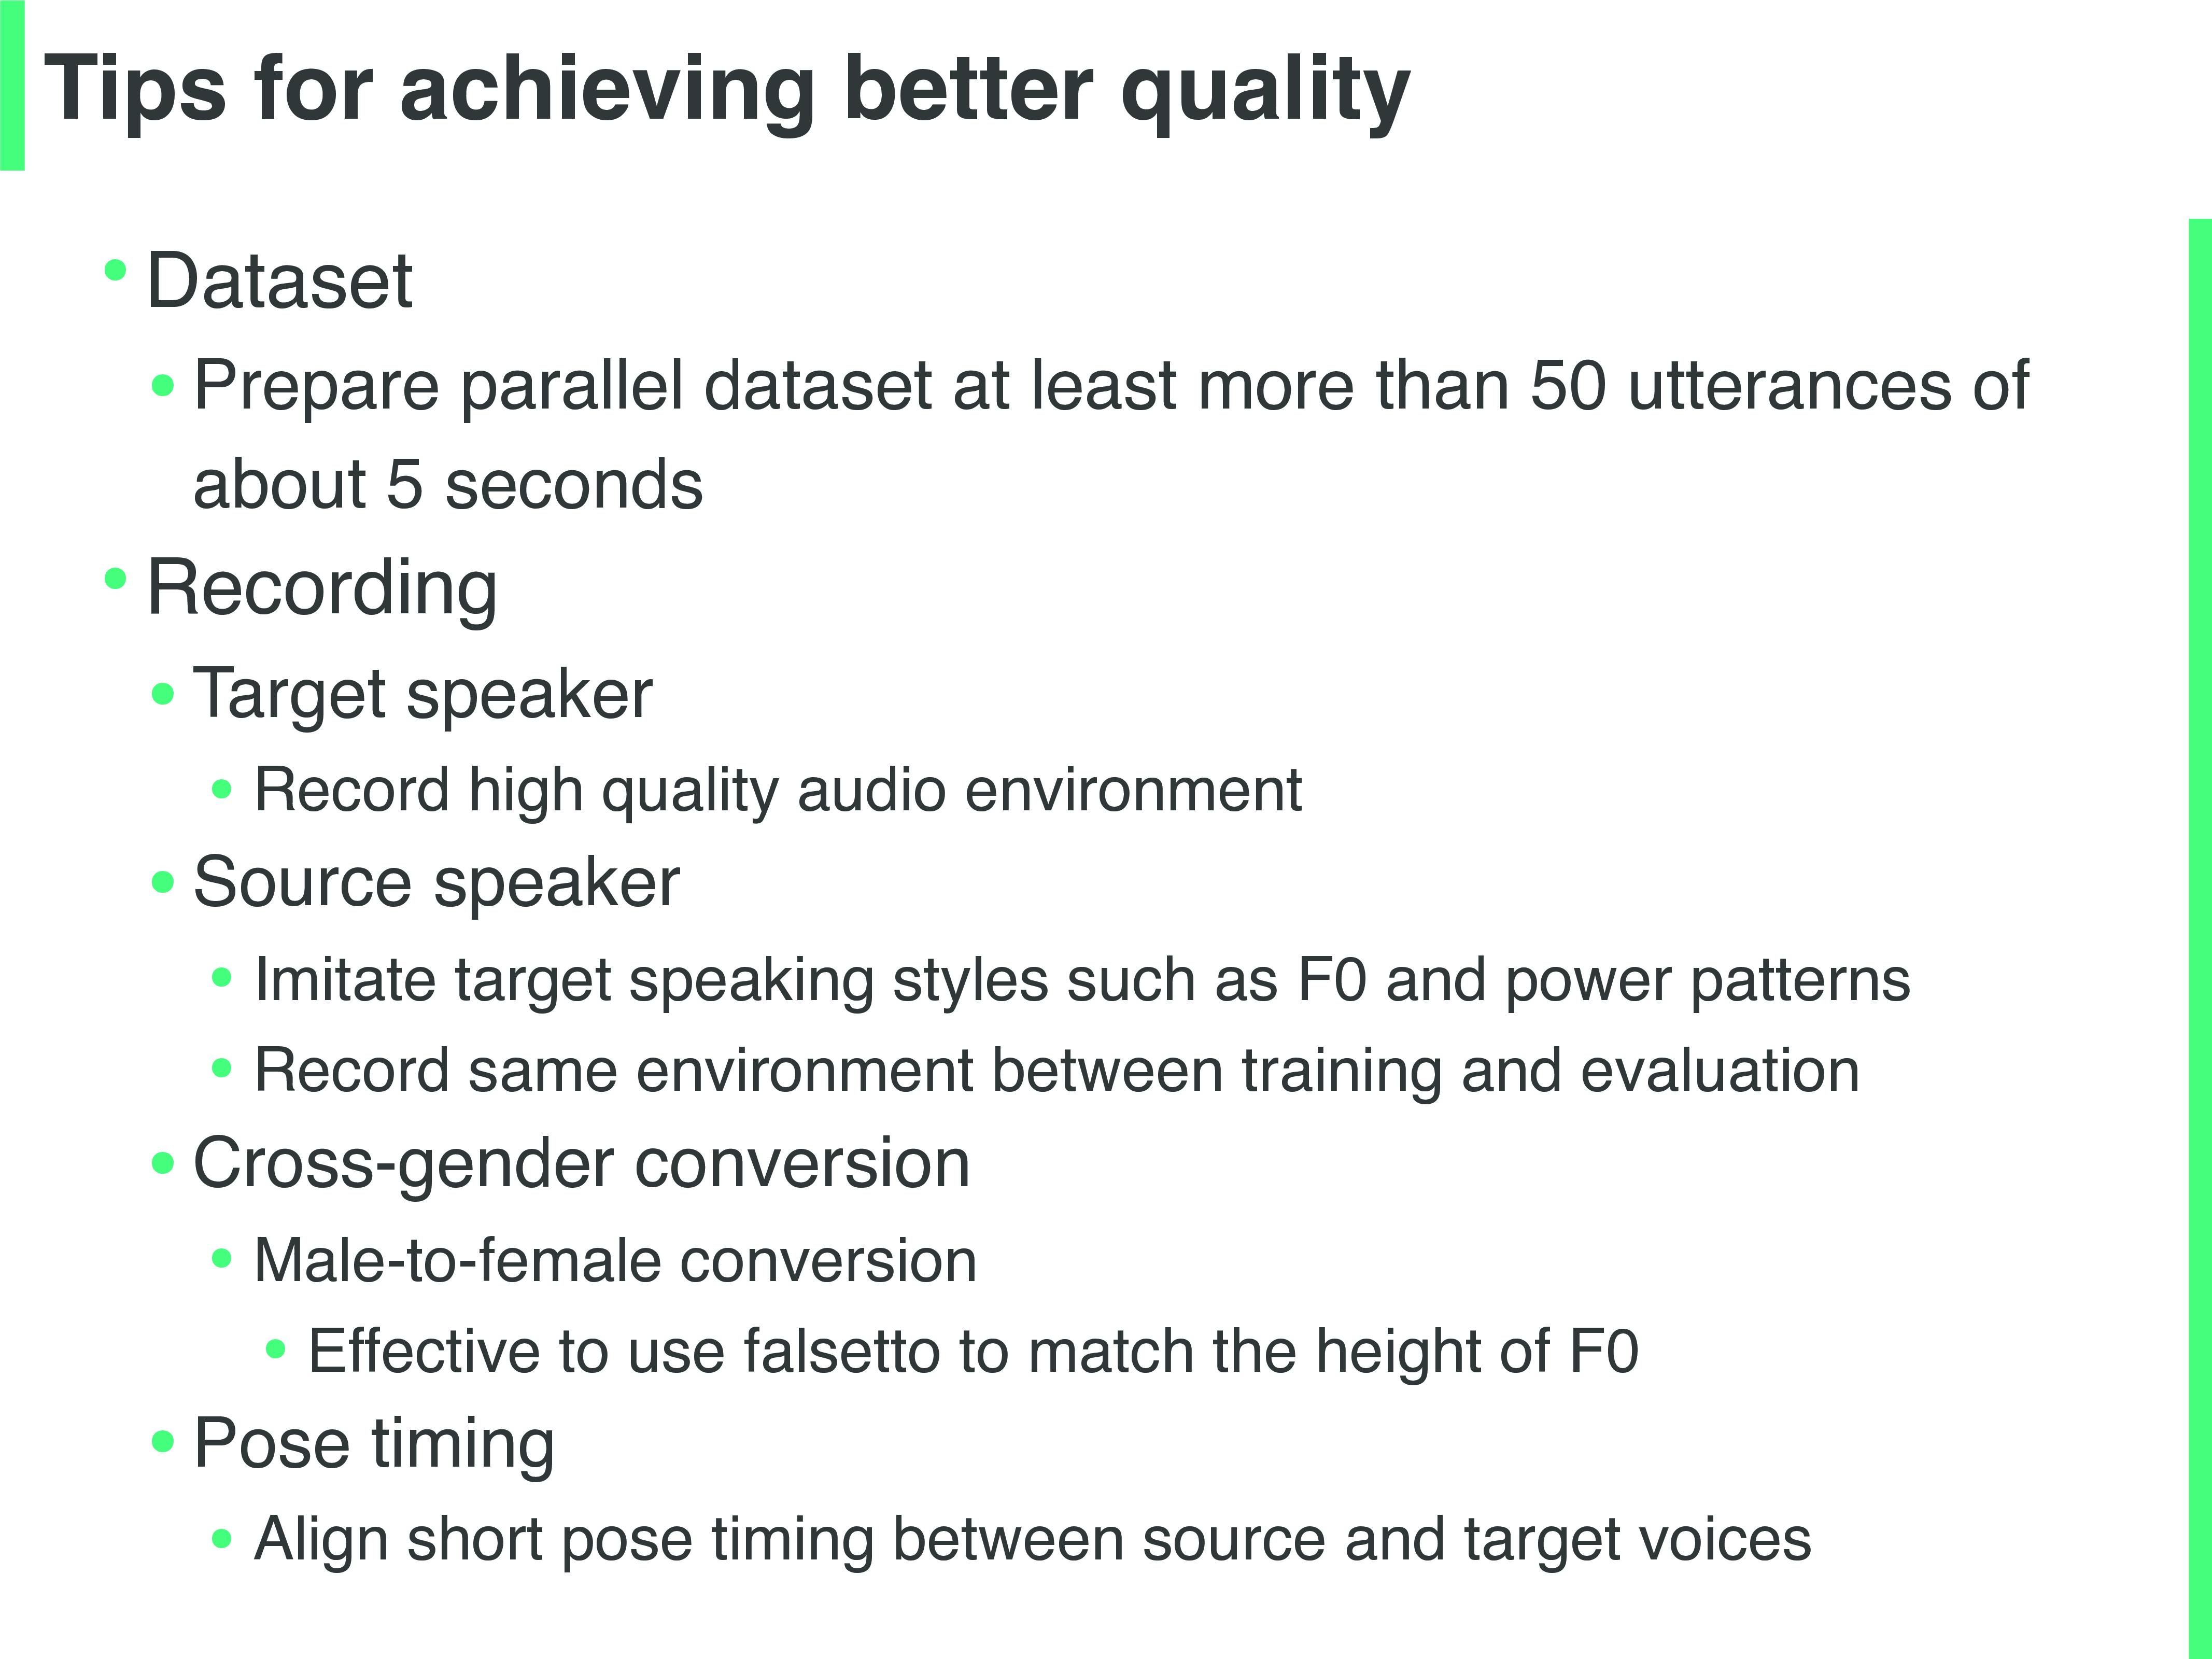 Tips for achieving better quality
• Dataset
• Prepare parallel dataset at least more than 50 utterances of
about 5 seconds
• Recording
• Target speaker
• Record high quality audio environment
• Source speaker
• Imitate target speaking styles such as F0 and power patterns
• Record same environment between training and evaluation
• Cross-gender conversion
• Male-to-female conversion
• Effective to use falsetto to match the height of F0
• Pose timing
• Align short pose timing between source and target voices